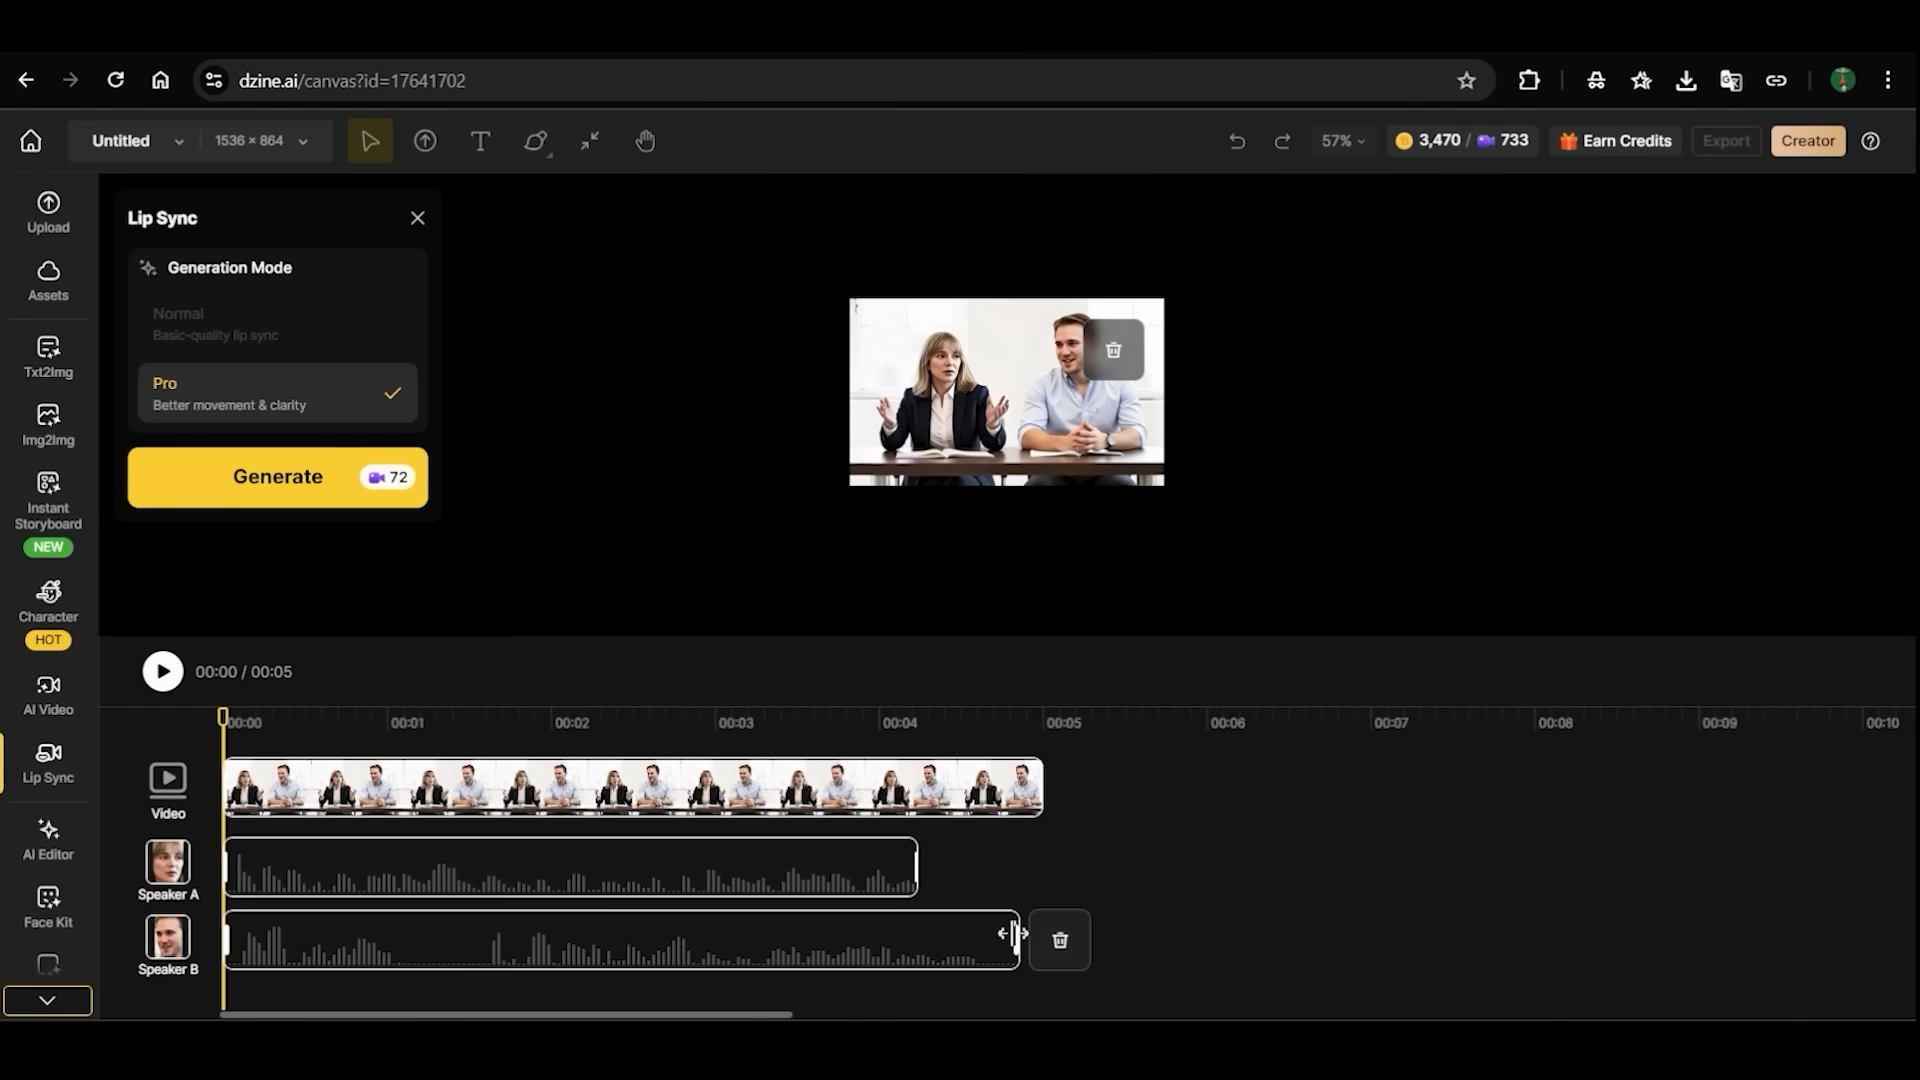 dzine.ai/canvas?id=17641702
Untitled
1536 × 864
57%
3,470 / 733
Earn Credits
Export
Creator
Upload
Assets
Txt2Img
Img2Img
Instant
Storyboard
NEW
Character
HOT
AI Video
Lip Sync
AI Editor
Face Kit
Lip Sync
Generation Mode
Normal
Basic-quality lip sync
Pro
Better movement & clarity
Generate 72
00:00 / 00:05
00:00 00:01 00:02 00:03 00:04 00:05 00:06 00:07 00:08 00:09 00:10
Video
Speaker A
Speaker B